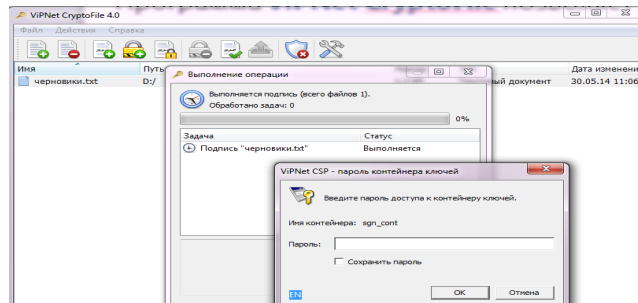 ViPNet CryptoFile 4.0
Файл Действия Справка
Имя Путь Дата изменени
черновики.txt D:/ ый документ 30.05.14 11:06
Выполнение операции
Выполняется подпись (всего файлов 1).
Обработано задач: 0
0%
Задача Статус
Подпись "черновики.txt" Выполняется
ViPNet CSP - пароль контейнера ключей
Введите пароль доступа к контейнеру ключей.
Имя контейнера: sgn_cont
Пароль:
Сохранить пароль
EN OK Отмена